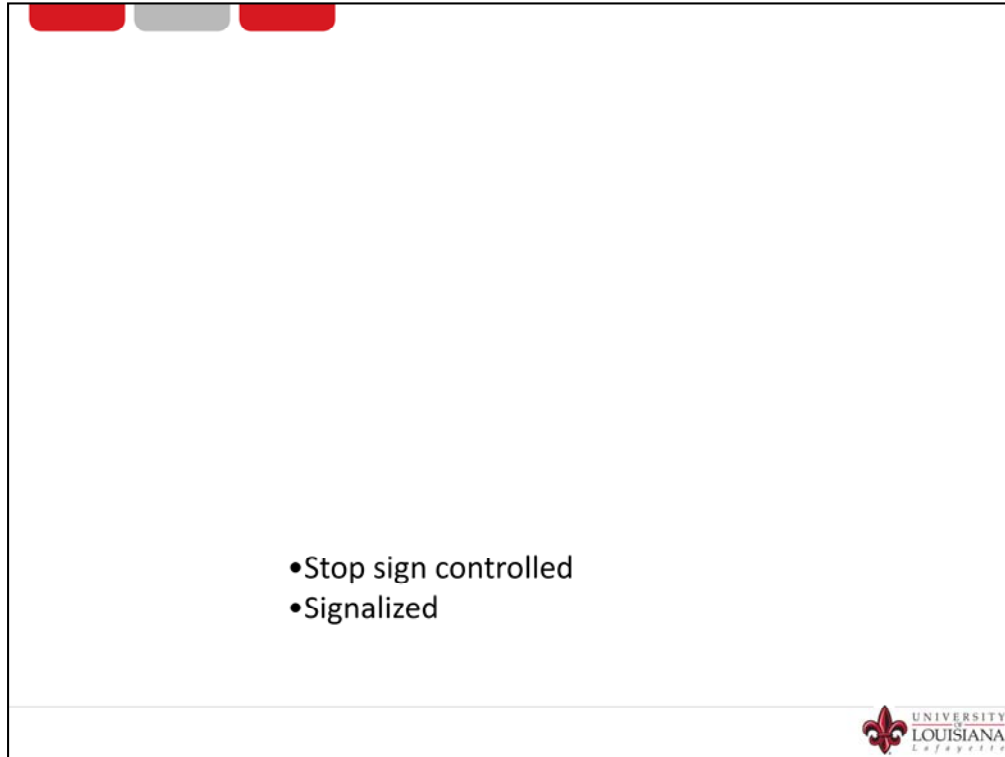 •Stop sign controlled
•Signalized
UNIVERSITY
OF
LOUISIANA
Lafayette